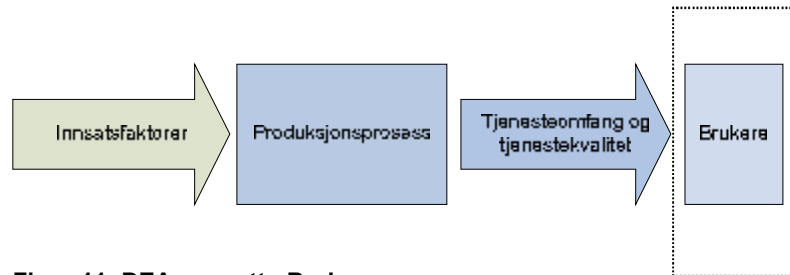 Innsatsfaktorer
Produksjonsprosess
Tjenesteomfang og
tjenestekvalitet
Brukere